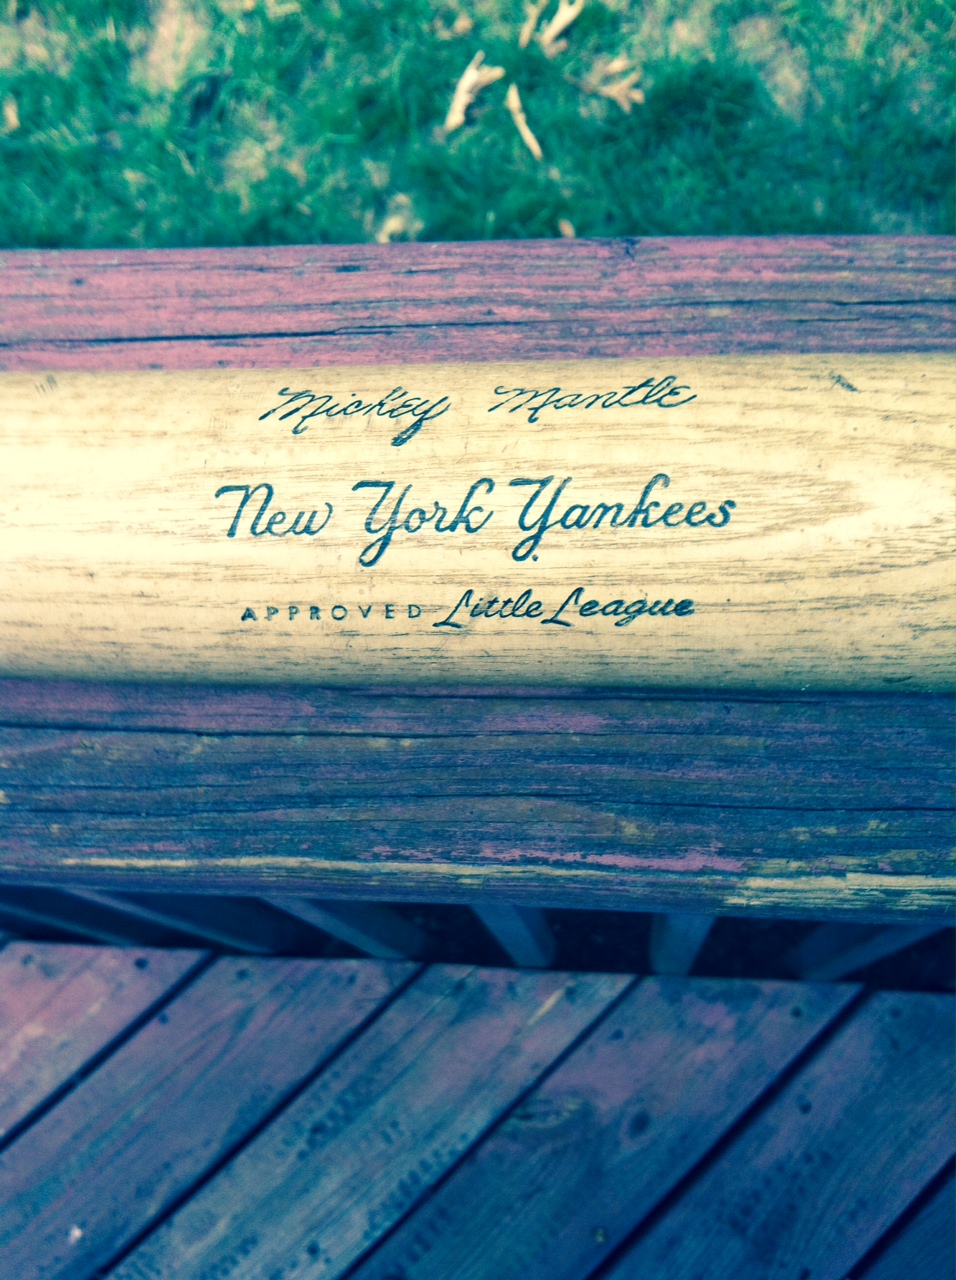 Mickey Mantle
New York Yankees
APPROVED Little League